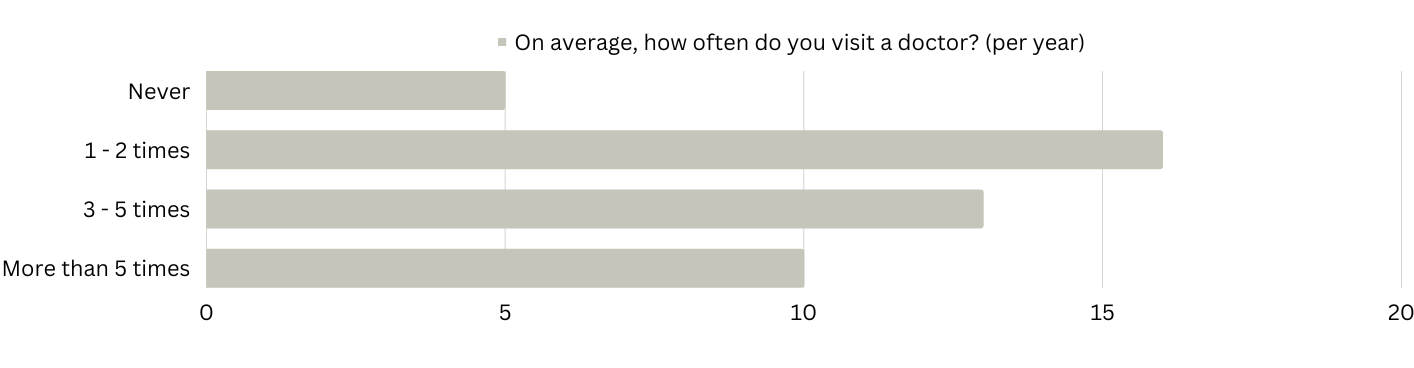 On average, how often do you visit a doctor? (per year)
Never
1 - 2 times
3 - 5 times
More than 5 times
0 5 10 15 20